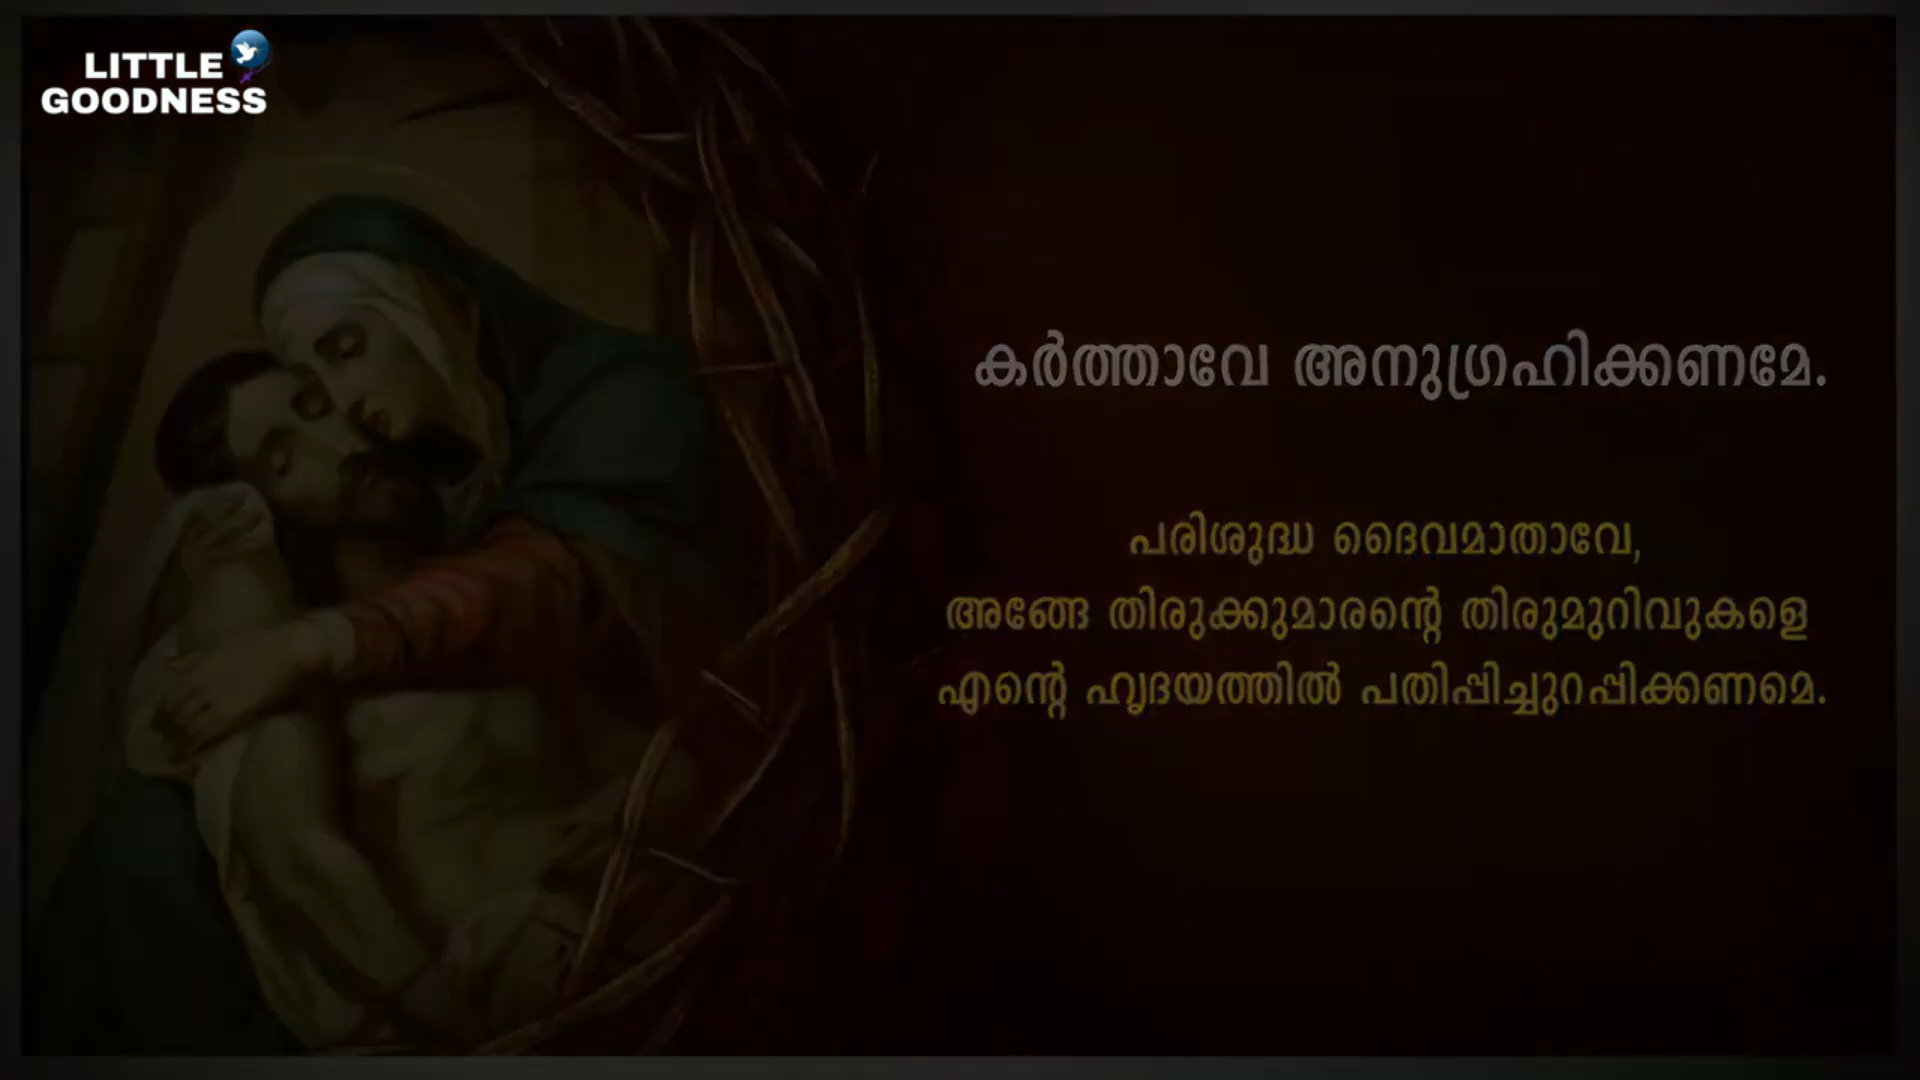 LITTLE
GOODNESS
കർത്താവേ അനുഗ്രഹിക്കണമേ.
പരിശുദ്ധ ദൈവമാതാവേ,
അങ്ങേ തിരുക്കുമാരന്റെ തിരുമുറിവുകളെ
എന്റെ ഹൃദയത്തിൽ പതിപ്പിച്ചുറപ്പിക്കണമെ.